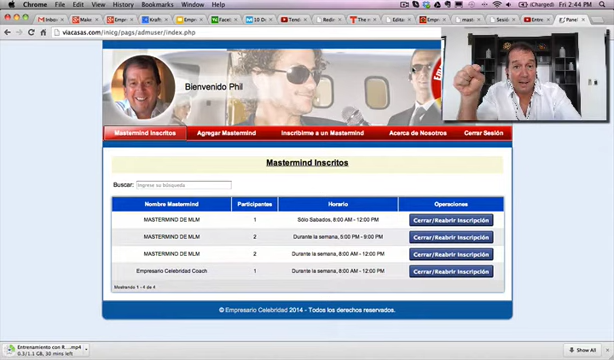 Chrome File Edit View History Bookmarks Window Help (Charged) Fri 2:44 PM
viacasas.com/inicg/pags/admuser/index.php
Bienvenido Phil
Mastermind Inscritos Agregar Mastermind Inscribirme a un Mastermind Acerca de Nosotros Cerrar Sesión
Mastermind Inscritos
Buscar: Ingrese su búsqueda
Nombre Mastermind Participantes Horario Operaciones
MASTERMIND DE MLM 1 Sólo Sabados, 8:00 AM - 12:00 PM Cerrar/Reabrir Inscripción
MASTERMIND DE MLM 2 Durante la semana, 5:00 PM - 9:00 PM Cerrar/Reabrir Inscripción
MASTERMIND DE MLM 2 Durante la semana, 8:00 AM - 12:00 PM Cerrar/Reabrir Inscripción
Empresario Celebridad Coach 1 Durante la semana, 8:00 AM - 12:00 PM Cerrar/Reabrir Inscripción
Mostrando 1 - 4 de 4
© Empresario Celebridad 2014 - Todos los derechos reservados.
Entrenamiento con R....mp4
0.3/1.1 GB, 30 mins left
Show All